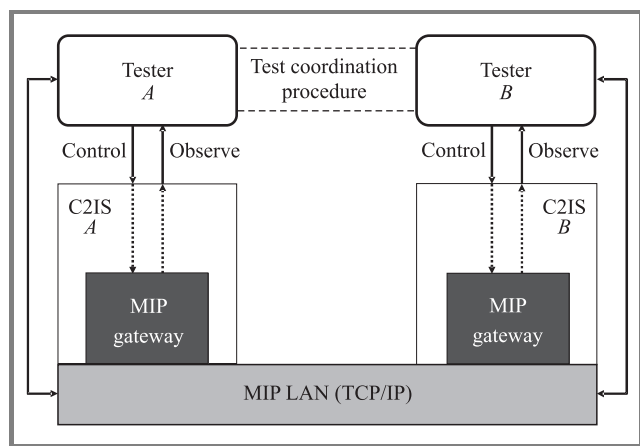 Tester
A
Test coordination
procedure
Tester
B
Control
Observe
Control
Observe
C2IS
A
C2IS
B
MIP
gateway
MIP
gateway
MIP LAN (TCP/IP)